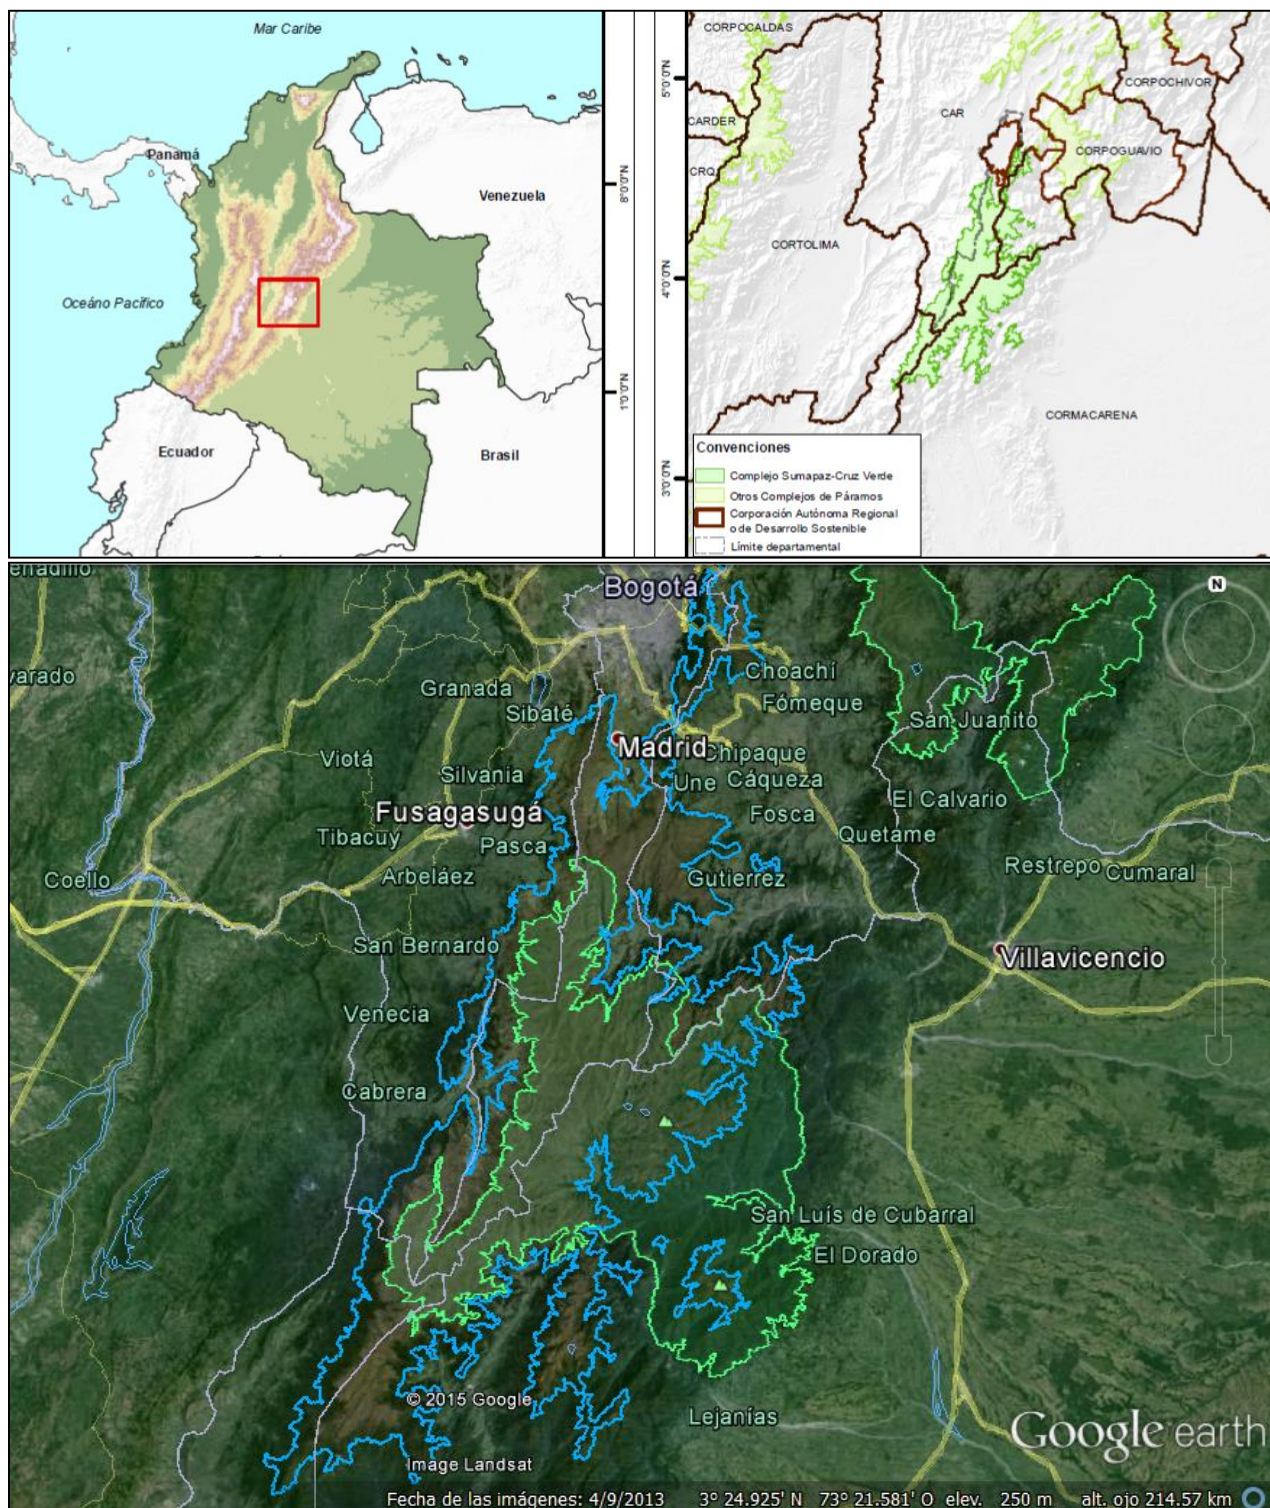 Mar Caribe
Panamá
Venezuela
Oceáno Pacífico
Ecuador
Brasil
8°0'0"N
1°0'0"N
CORPOCALDAS
CORPOCHIVOR
CAR
CARDER
CORPOGUAVIO
CRQ
CORTOLIMA
CORMACARENA
5°0'0"N
4°0'0"N
3°0'0"N
Convenciones
Complejo Sumapaz-Cruz Verde
Otros Complejos de Páramos
Corporación Autónoma Regional
o de Desarrollo Sostenible
Límite departamental
enadillo
Bogotá
N
varado
Granada
Choachí
Sibaté
Fómeque
San Juanito
Madrid
Chipaque
Viotá
Silvania
Une
Cáqueza
El Calvario
Fusagasugá
Fosca
Tibacuy
Pasca
Quetame
Coello
Arbeláez
Gutierrez
Restrepo
Cumaral
San Bernardo
Villavicencio
Venecia
Cabrera
San Luís de Cubarral
El Dorado
© 2015 Google
Lejanías
Google earth
Image Landsat
Fecha de las imágenes: 4/9/2013 3° 24.925' N 73° 21.581' O elev. 250 m alt. ojo 214.57 km